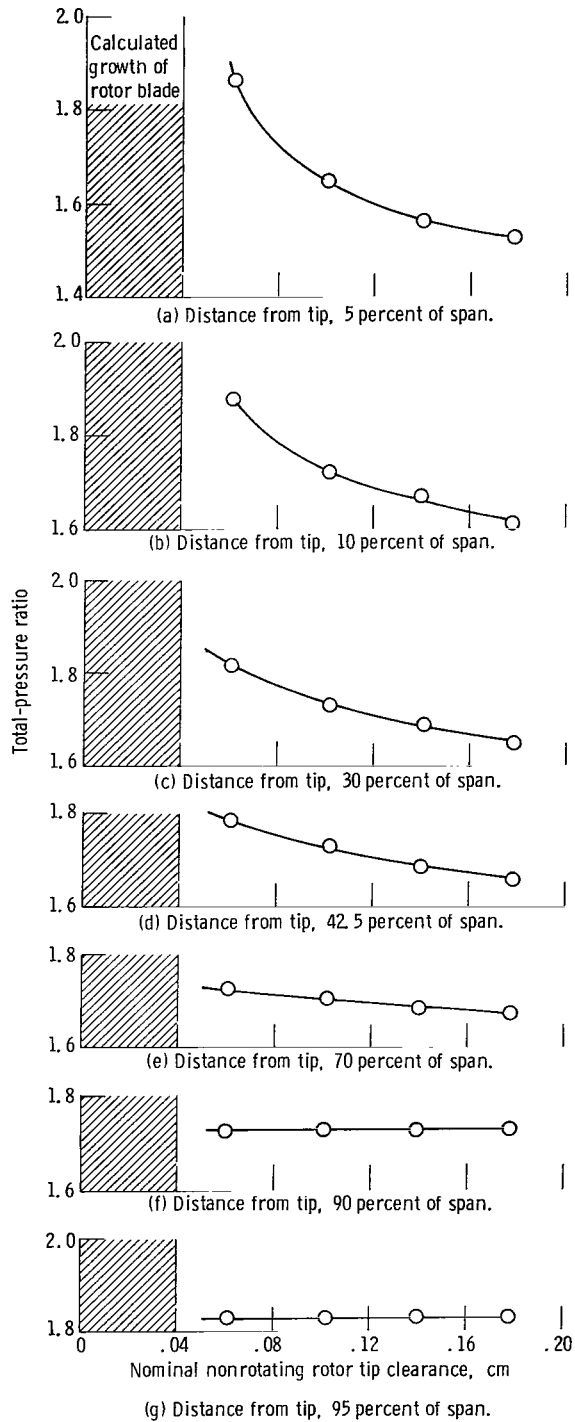 2.0
Calculated
growth of
rotor blade
1.8
1.6
1.4
(a) Distance from tip, 5 percent of span.
2.0
1.8
1.6
(b) Distance from tip, 10 percent of span.
2.0
1.8
1.6
(c) Distance from tip, 30 percent of span.
Total-pressure ratio
1.8
1.6
(d) Distance from tip, 42.5 percent of span.
1.8
1.6
(e) Distance from tip, 70 percent of span.
1.8
1.6
(f) Distance from tip, 90 percent of span.
2.0
1.8
0 .04 .08 .12 .16 .20
Nominal nonrotating rotor tip clearance, cm
(g) Distance from tip, 95 percent of span.